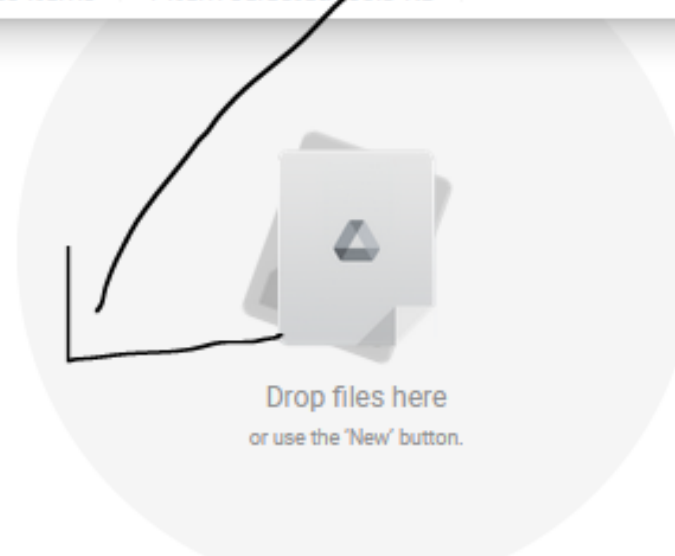 Drop files here
or use the "New" button.